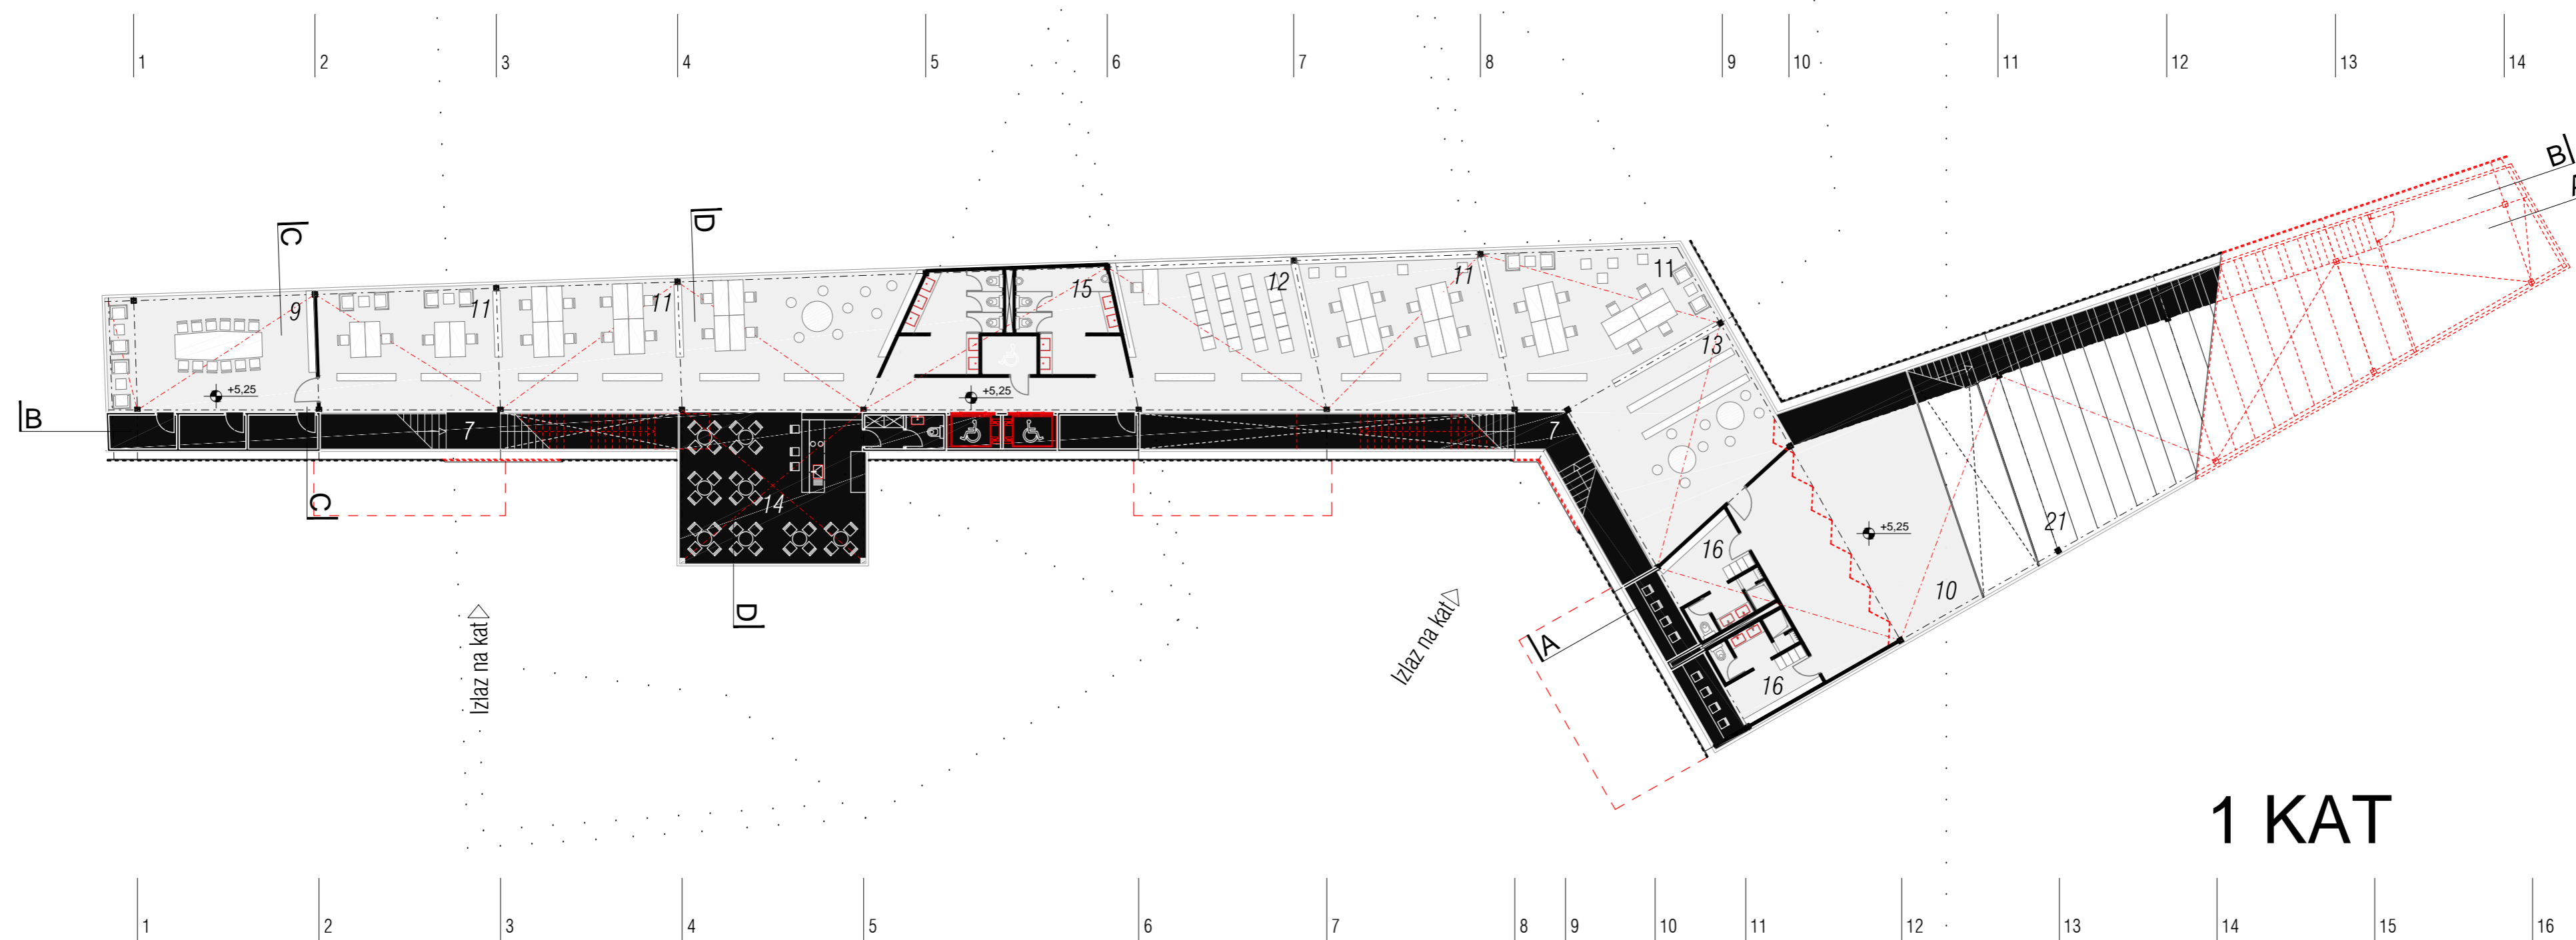 1 2 3 4 5 6 7 8 9 10 11 12 13 14
B
C
D
9 11 11 15 12 11 11
13
+5,25 +5,25
B
7 7
C
14
+5,25
21
16 10
Izlaz na kat
Izlaz na kat
D
A
16
1 KAT
1 2 3 4 5 6 7 8 9 10 11 12 13 14 15 16